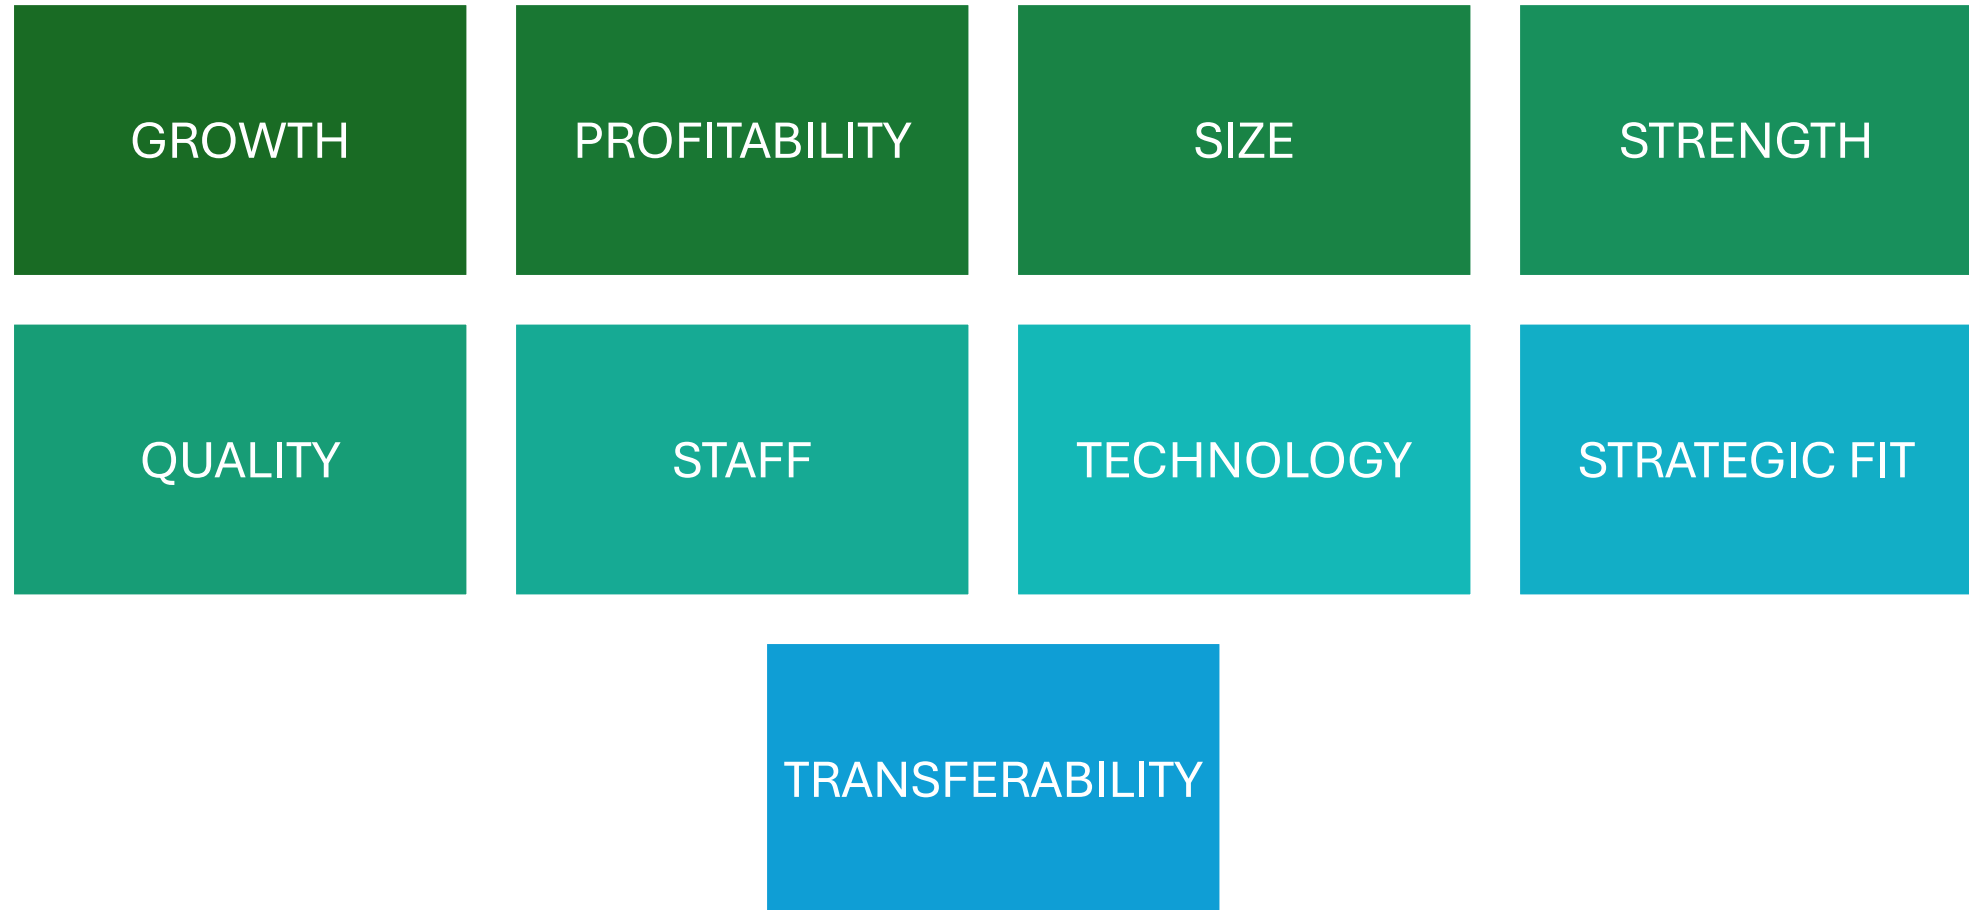 GROWTH
PROFITABILITY
SIZE
STRENGTH
QUALITY
STAFF
TECHNOLOGY
STRATEGIC FIT
TRANSFERABILITY